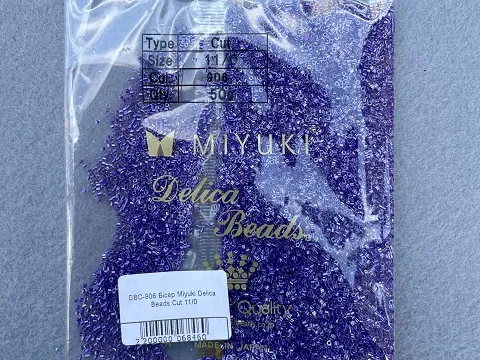 Type Cut
Size 11/0
Col 906
Qty. 50g
MIYUKI
Delica
Beads
Quality
DBC-906 Бісер Miyuki Delica
Beads Cut 11/0
MADE IN JAPAN